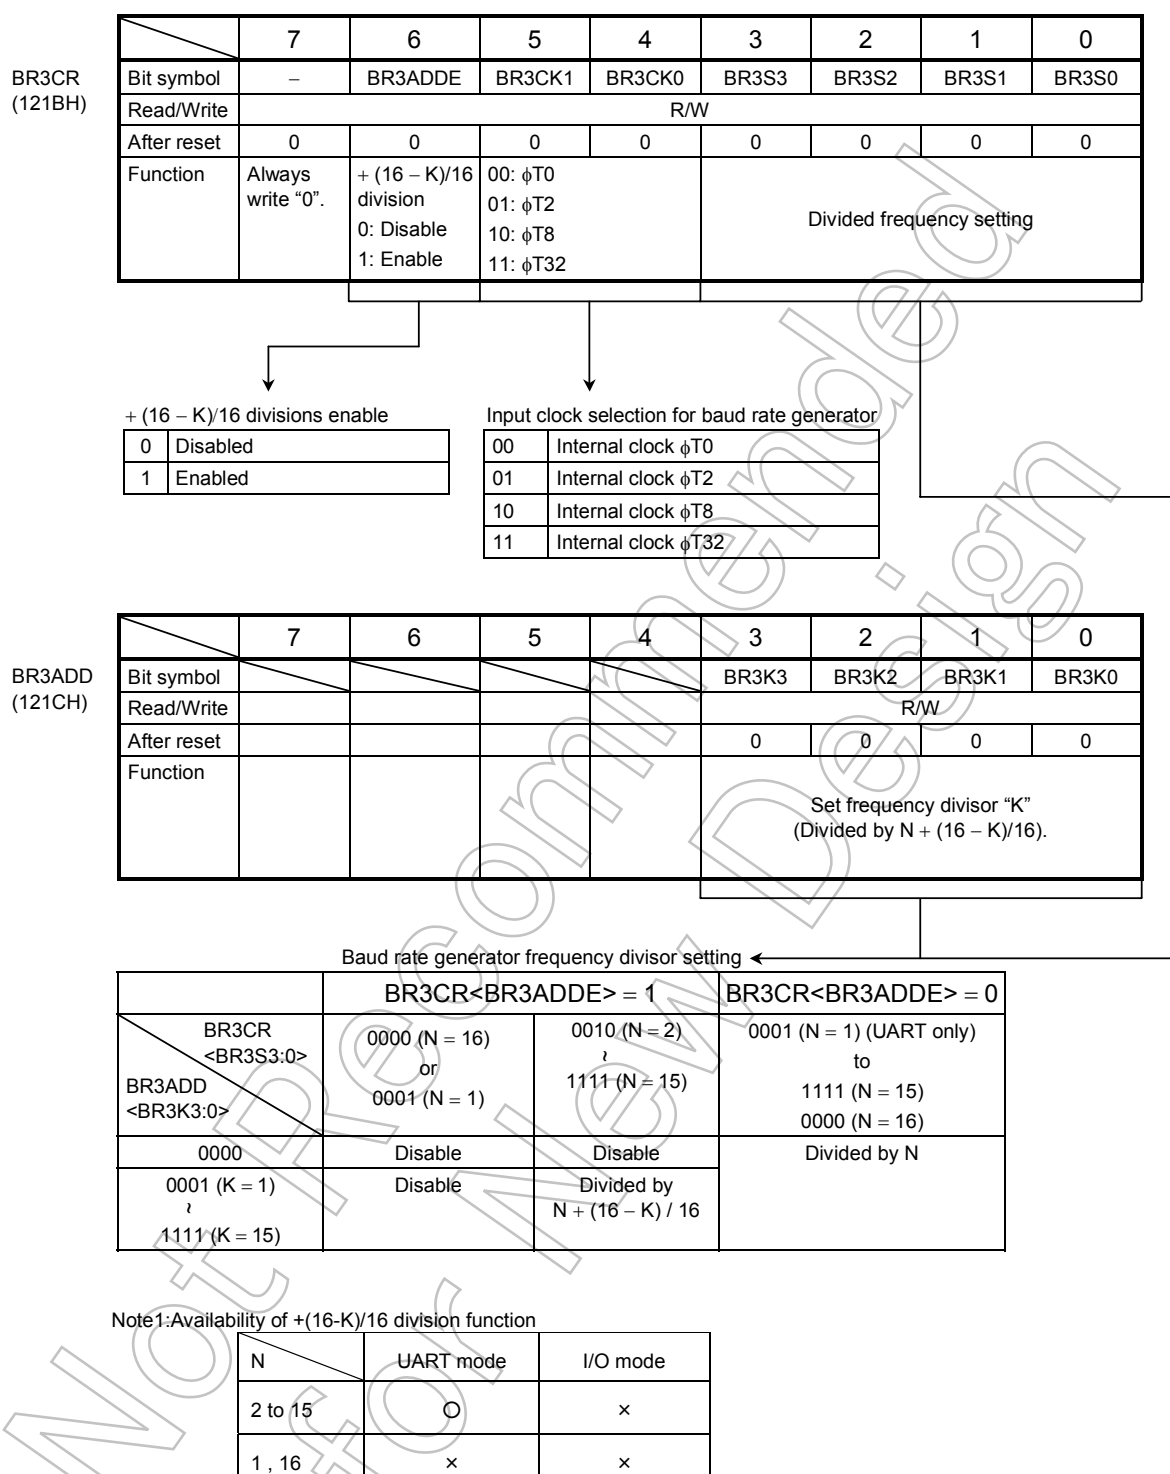 7 6 5 4 3 2 1 0
BR3CR
(121BH)
Bit symbol – BR3ADDE BR3CK1 BR3CK0 BR3S3 BR3S2 BR3S1 BR3S0
Read/Write R/W
After reset 0 0 0 0 0 0 0 0
Function
Always
write “0”.
+ (16 – K)/16
division
0: Disable
1: Enable
00: ϕT0
01: ϕT2
10: ϕT8
11: ϕT32
Divided frequency setting
+ (16 – K)/16 divisions enable
0 Disabled
1 Enabled
Input clock selection for baud rate generator
00 Internal clock ϕT0
01 Internal clock ϕT2
10 Internal clock ϕT8
11 Internal clock ϕT32
7 6 5 4 3 2 1 0
BR3ADD
(121CH)
Bit symbol BR3K3 BR3K2 BR3K1 BR3K0
Read/Write R/W
After reset 0 0 0 0
Function
Set frequency divisor “K”
(Divided by N + (16 – K)/16).
Baud rate generator frequency divisor setting
BR3CR<BR3ADDE> = 1 BR3CR<BR3ADDE> = 0
BR3CR
<BR3S3:0>
BR3ADD
<BR3K3:0>
0000 (N = 16)
or
0001 (N = 1)
0010 (N = 2)
~
1111 (N = 15)
0001 (N = 1) (UART only)
to
1111 (N = 15)
0000 (N = 16)
0000 Disable Disable Divided by N
0001 (K = 1)
~
1111 (K = 15)
Disable
Divided by
N + (16 – K) / 16
Note1:Availability of +(16-K)/16 division function
N UART mode I/O mode
2 to 15 ○ ×
1 , 16 × ×
Not Recommended
for New Design